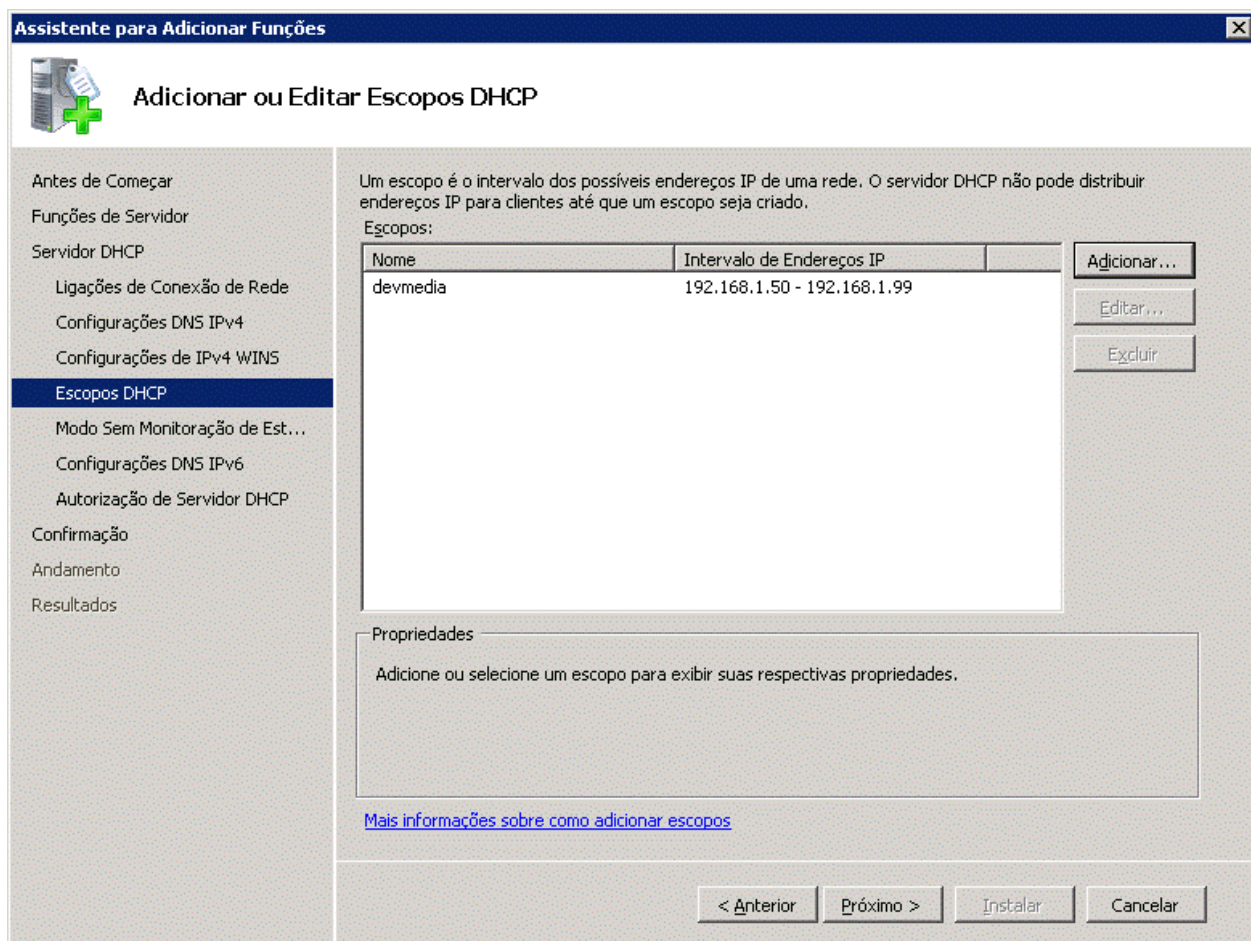 Assistente para Adicionar Funções
Adicionar ou Editar Escopos DHCP
Antes de Começar
Funções de Servidor
Servidor DHCP
Ligações de Conexão de Rede
Configurações DNS IPv4
Configurações de IPv4 WINS
Escopos DHCP
Modo Sem Monitoração de Est...
Configurações DNS IPv6
Autorização de Servidor DHCP
Confirmação
Andamento
Resultados
Um escopo é o intervalo dos possíveis endereços IP de uma rede. O servidor DHCP não pode distribuir
endereços IP para clientes até que um escopo seja criado.
Escopos:
Nome Intervalo de Endereços IP
devmedia 192.168.1.50 - 192.168.1.99
Adicionar...
Editar...
Excluir
Propriedades
Adicione ou selecione um escopo para exibir suas respectivas propriedades.
Mais informações sobre como adicionar escopos
< Anterior Próximo > Instalar Cancelar